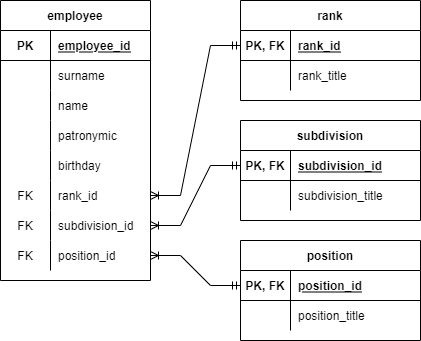 employee
PK employee_id
surname
name
patronymic
birthday
FK rank_id
FK subdivision_id
FK position_id
rank
PK, FK rank_id
rank_title
subdivision
PK, FK subdivision_id
subdivision_title
position
PK, FK position_id
position_title